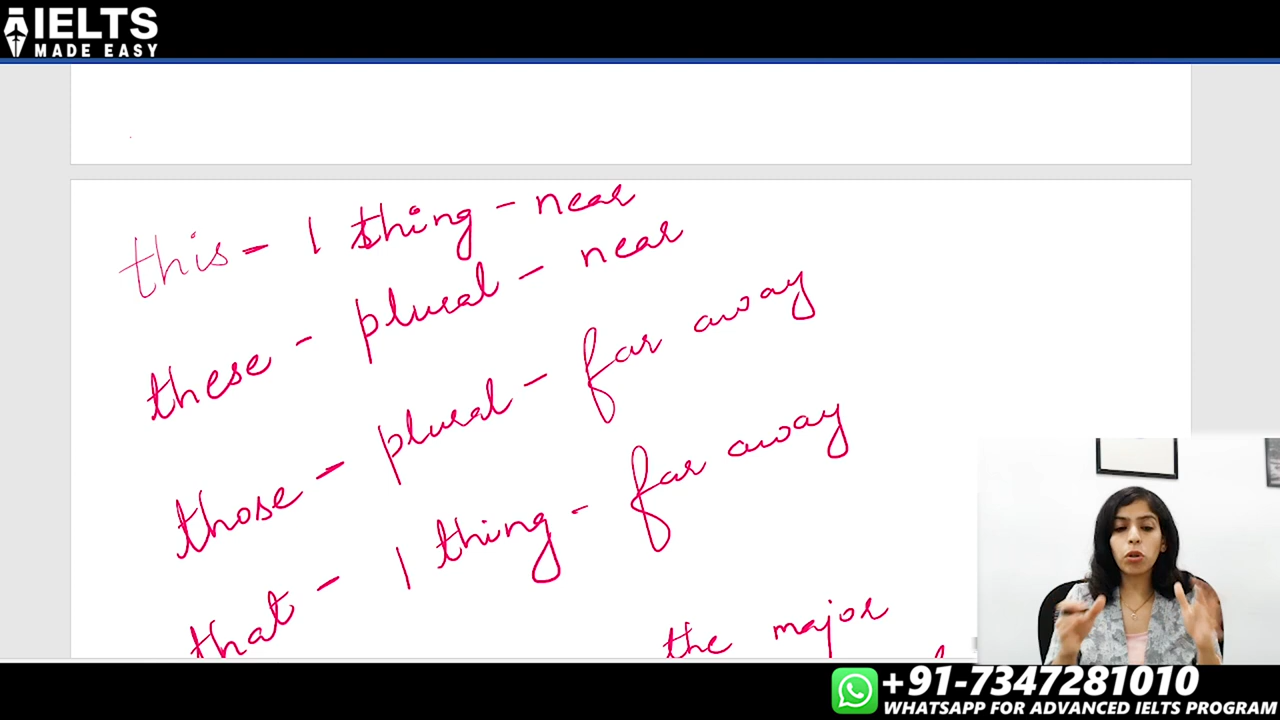 IELTS
MADE EASY
this - 1 thing - near
these - plural - near
those - plural - far away
that - 1 thing - far away
the major
+91-7347281010
WHATSAPP FOR ADVANCED IELTS PROGRAM